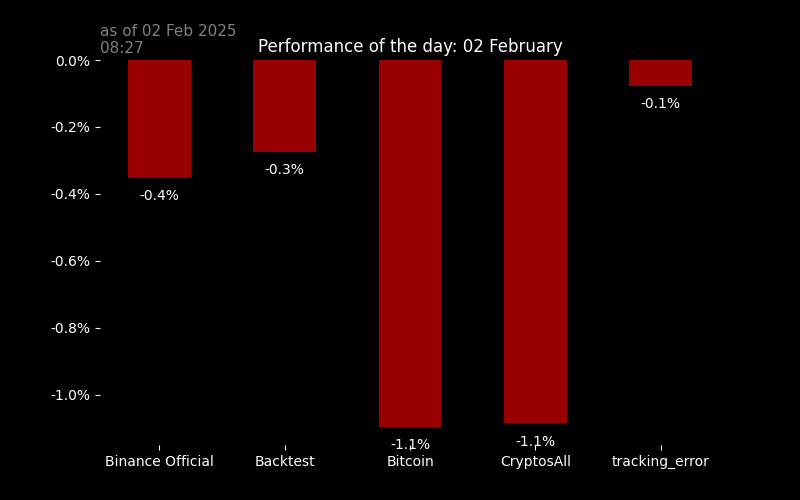 as of 02 Feb 2025
08:27
Performance of the day: 02 February
0.0%
-0.2%
-0.4%
-0.6%
-0.8%
-1.0%
-0.4%
-0.3%
-1.1%
-1.1%
-0.1%
Binance Official
Backtest
Bitcoin
CryptosAll
tracking_error